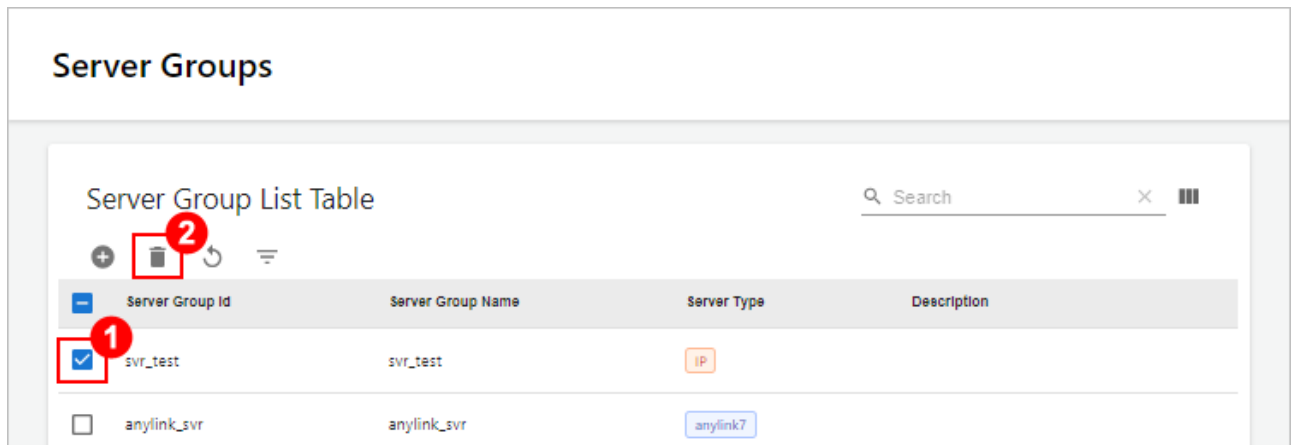 Server Groups
Server Group List Table
Search
2
Server Group Id Server Group Name Server Type Description
1
svr_test svr_test IP
anylink_svr anylink_svr anylink7